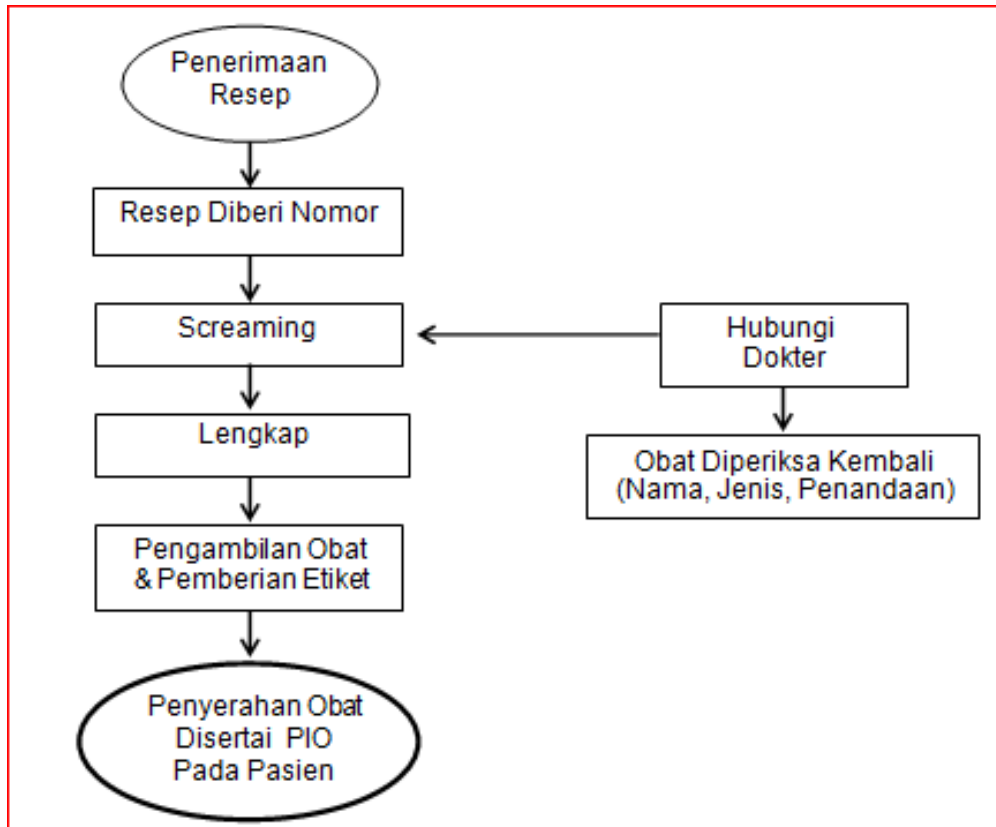 Penerimaan
Resep
Resep Diberi Nomor
Screaming
Hubungi
Dokter
Lengkap
Obat Diperiksa Kembali
(Nama, Jenis, Penandaan)
Pengambilan Obat
& Pemberian Etiket
Penyerahan Obat
Disertai PIO
Pada Pasien